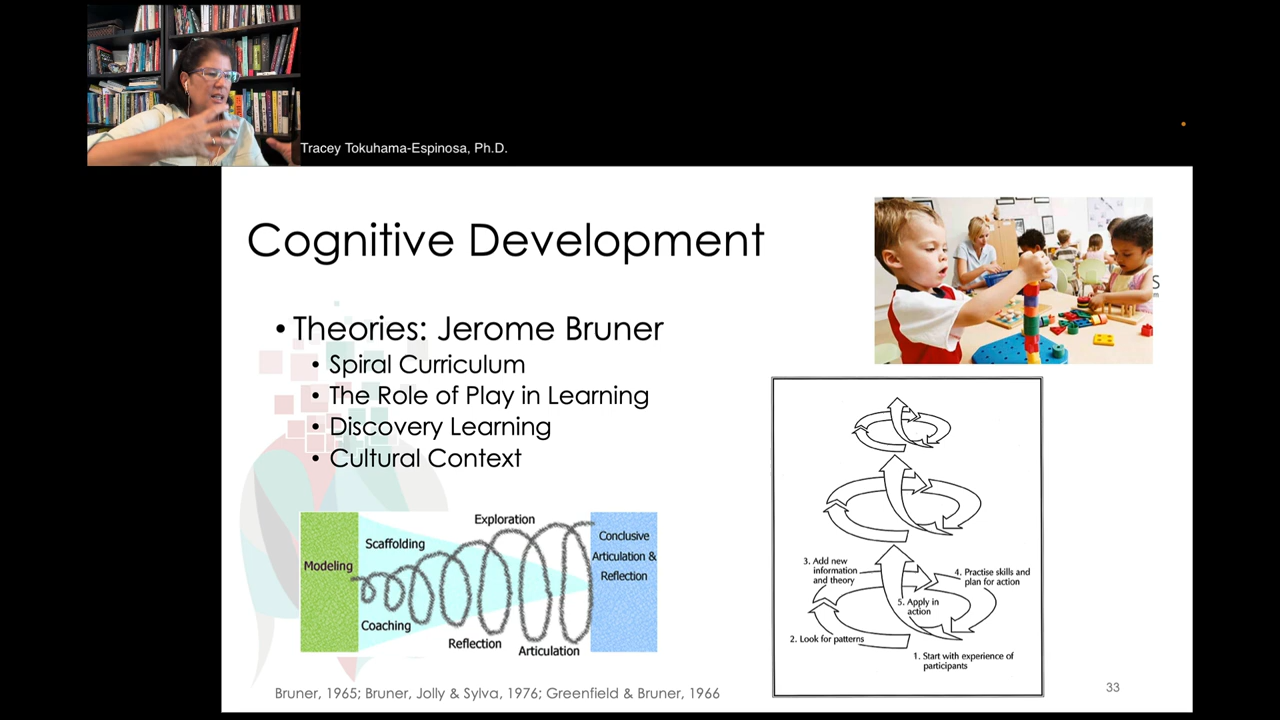 Tracey Tokuhama-Espinosa, Ph.D.
Cognitive Development
• Theories: Jerome Bruner
• Spiral Curriculum
• The Role of Play in Learning
• Discovery Learning
• Cultural Context
Modeling
Scaffolding
Coaching
Exploration
Reflection
Articulation
Conclusive
Articulation &
Reflection
3. Add new
information
and theory
4. Practise skills and
plan for action
5. Apply in
action
2. Look for patterns
1. Start with experience of
participants
Bruner, 1965; Bruner, Jolly & Sylva, 1976; Greenfield & Bruner, 1966
33